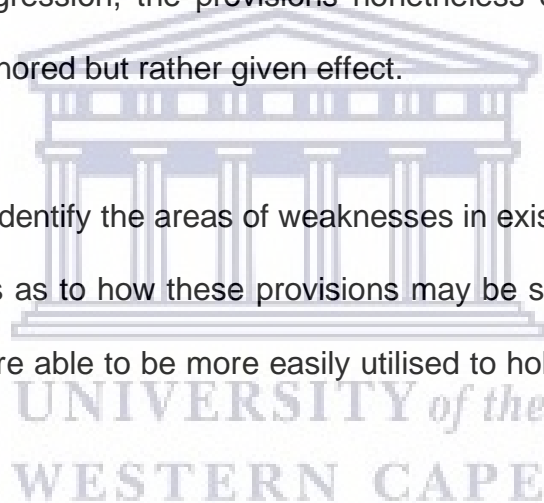 the provisions nonetheless
nored but rather given effect.
dentify the areas of weaknesses in exis
s as to how these provisions may be s
re able to be more easily utilised to hol
UNIVERSITY of the
WESTERN CAPE